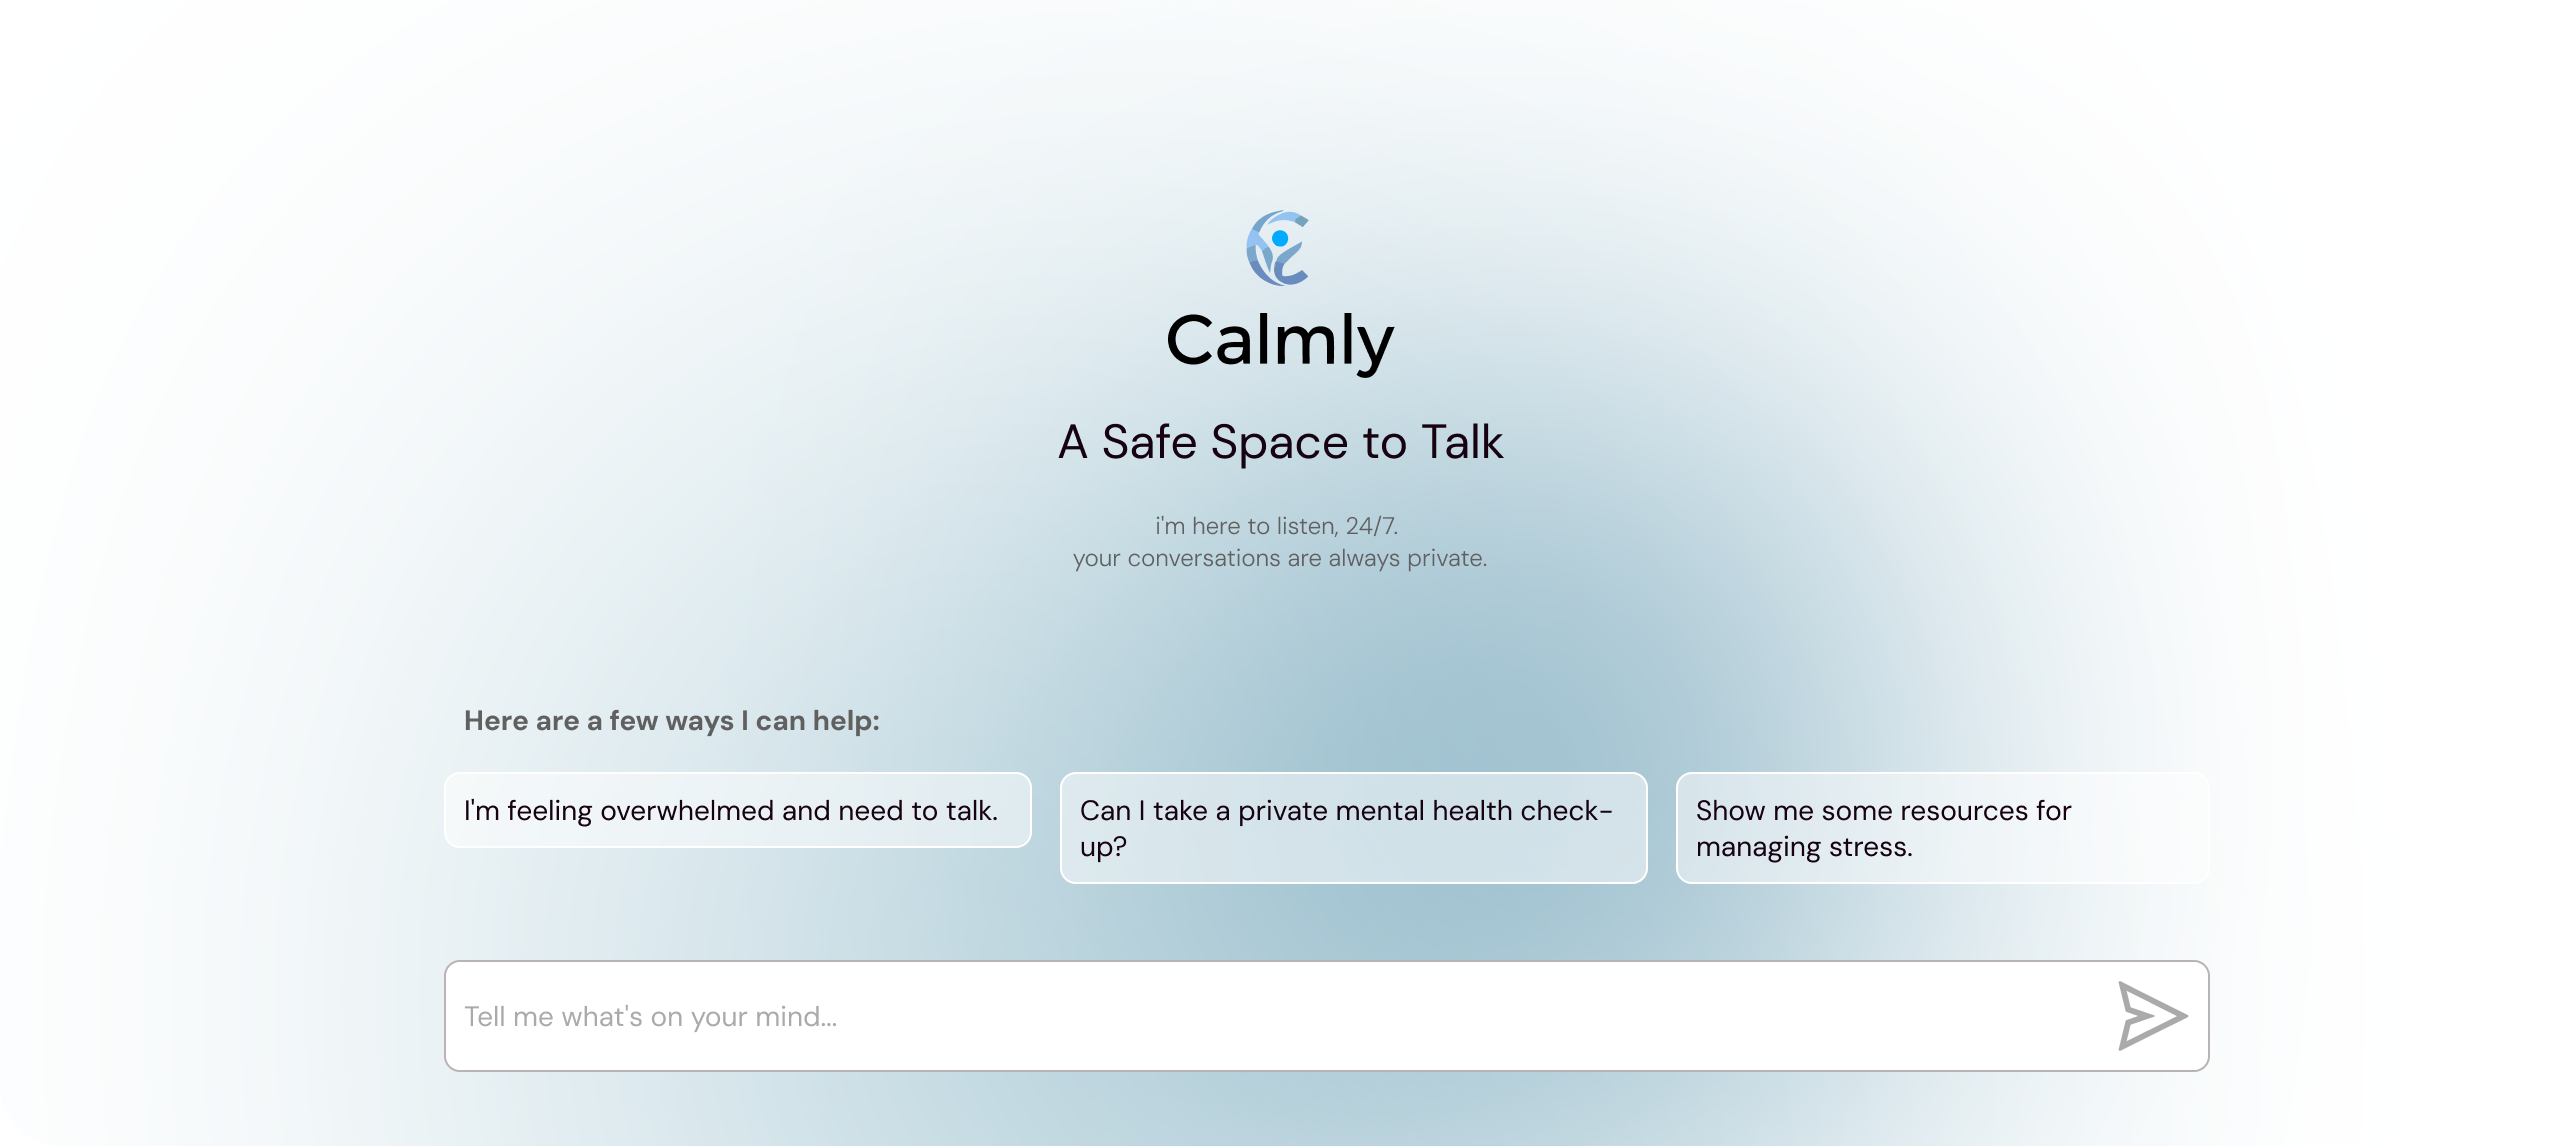 Calmly
A Safe Space to Talk
i'm here to listen, 24/7.
your conversations are always private.
Here are a few ways I can help:
I'm feeling overwhelmed and need to talk.
Can I take a private mental health check-
up?
Show me some resources for
managing stress.
Tell me what's on your mind...